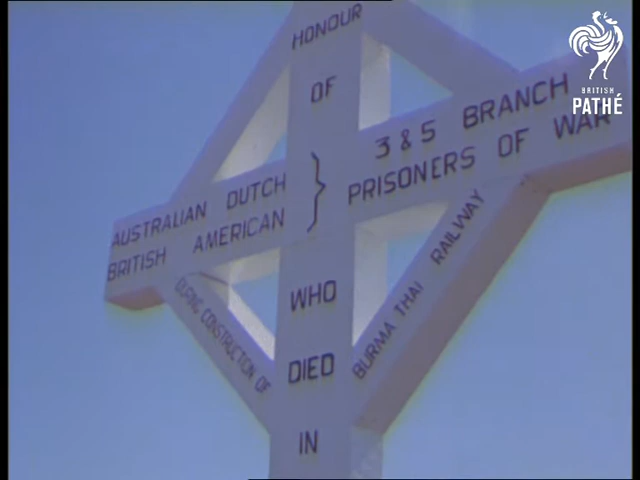 HONOUR
OF
AUSTRALIAN DUTCH
BRITISH AMERICAN
3 & 5 BRANCH
PRISONERS OF WAR
WHO
DIED
IN
DURING CONSTRUCTION OF
BURMA THAI RAILWAY
BRITISH
PATHÉ